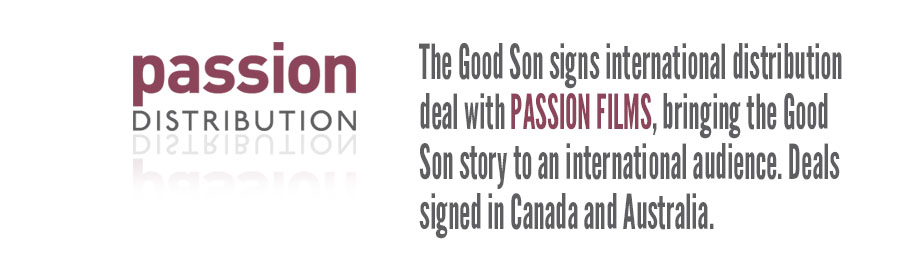 passion
DISTRIBUTION
The Good Son signs international distribution
deal with PASSION FILMS, bringing the Good
Son story to an international audience. Deals
signed in Canada and Australia.